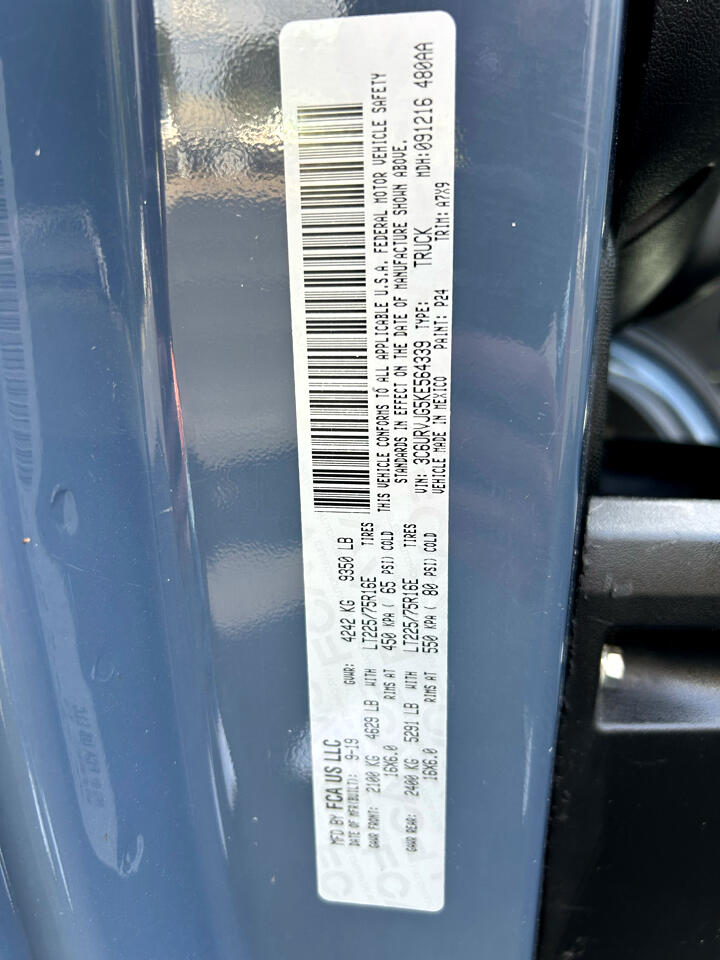 MFD BY FCA US LLC
DATE OF MFR(BUILT): 9-19 GVWR: 4242 KG 9350 LB
GAWR FRONT: 2100 KG 4629 LB WITH LT225/75R16E TIRES
16X6.0 RIMS AT 450 KPA ( 65 PSI) COLD
GAWR REAR: 2400 KG 5291 LB WITH LT225/75R16E TIRES
16X6.0 RIMS AT 550 KPA ( 80 PSI) COLD
THIS VEHICLE CONFORMS TO ALL APPLICABLE U.S.A. FEDERAL MOTOR VEHICLE SAFETY
STANDARDS IN EFFECT ON THE DATE OF MANUFACTURE SHOWN ABOVE.
VIN: 3C6URVJG5KE564339 TYPE: TRUCK MDH:091216 480AA
VEHICLE MADE IN MEXICO PAINT: P24 TRIM: A7X9